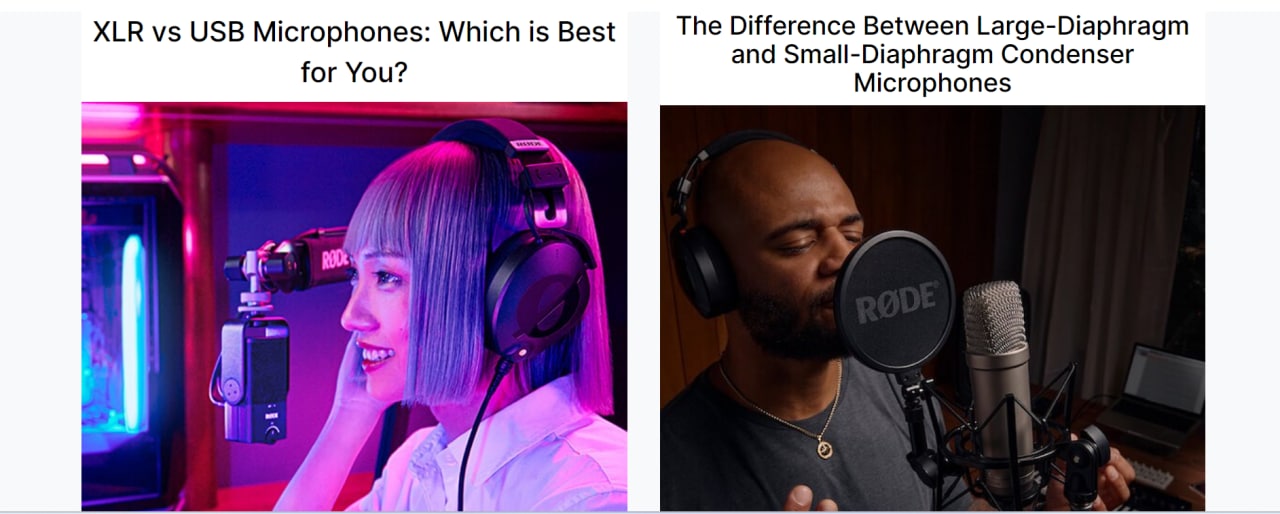 XLR vs USB Microphones: Which is Best
for You?
The Difference Between Large-Diaphragm
and Small-Diaphragm Condenser
Microphones
RØDE
RØDE
RØDE
RØDE